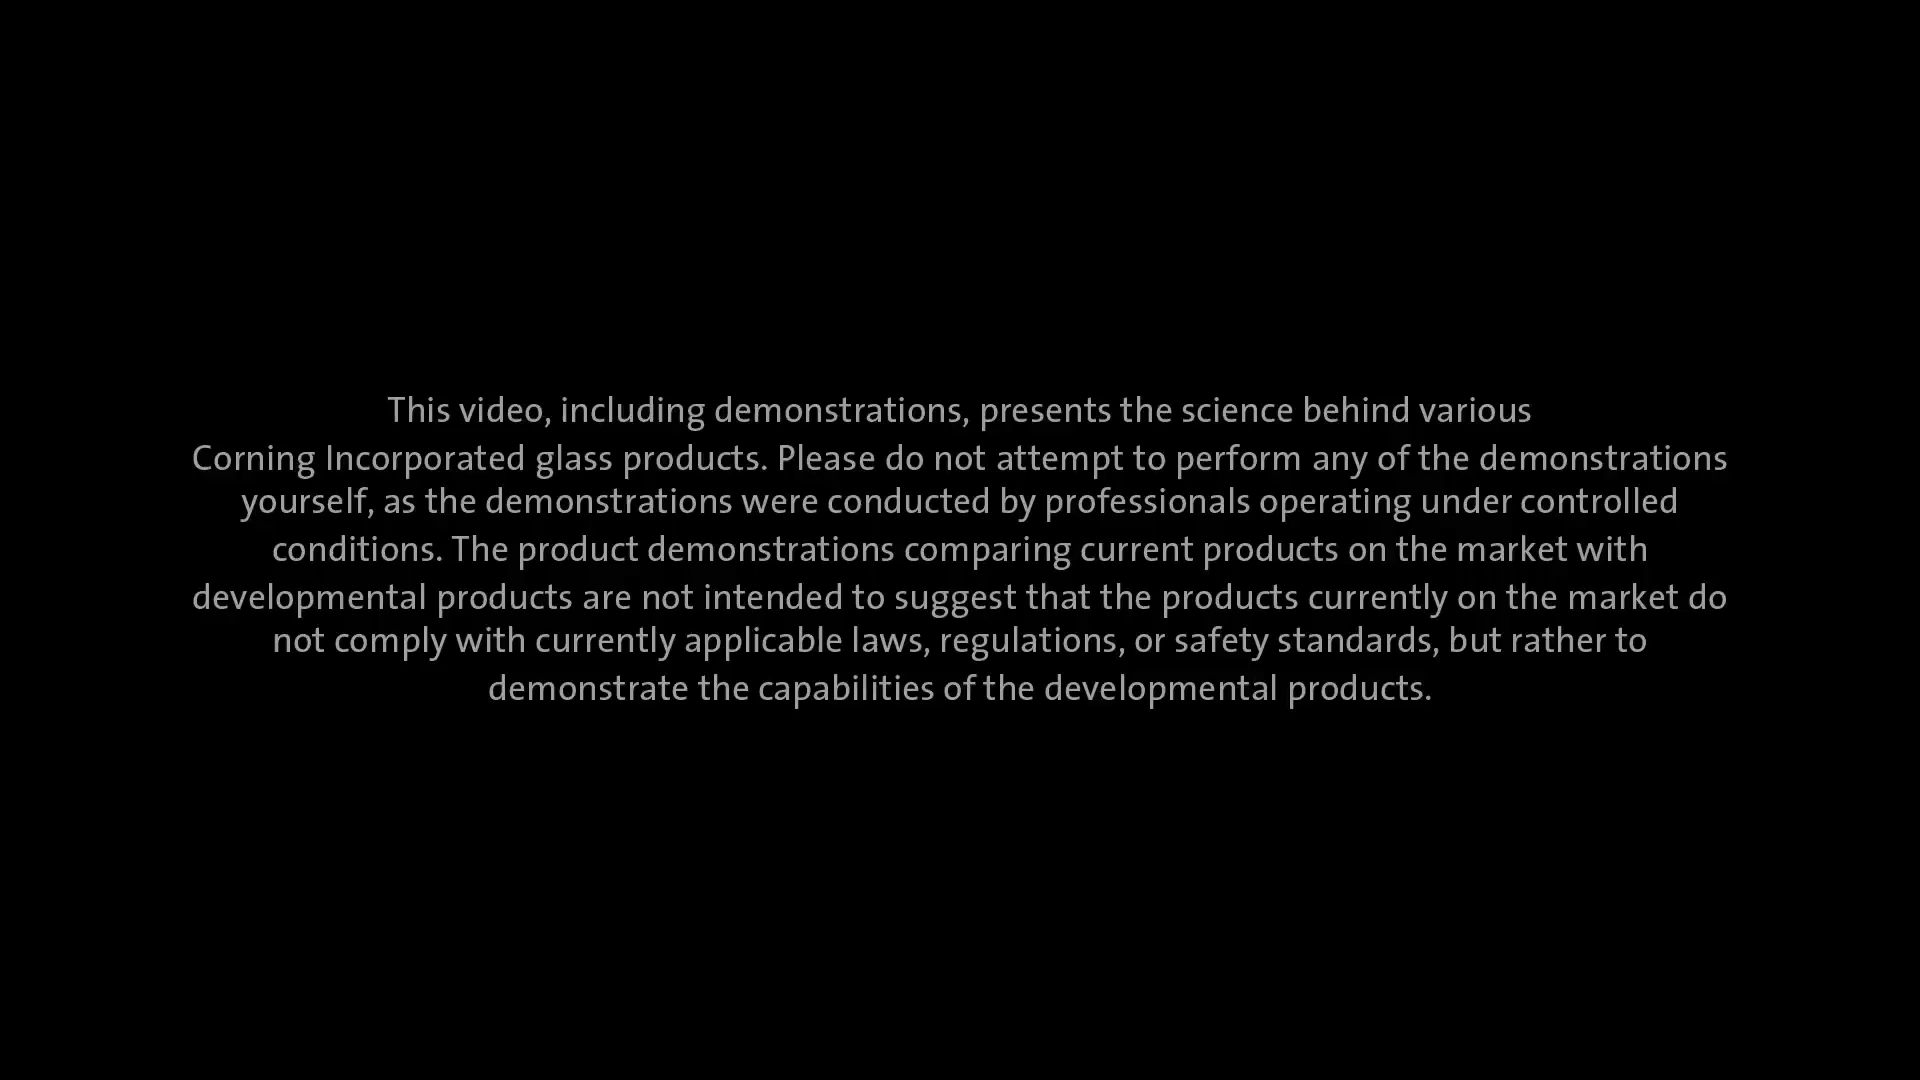 This video, including demonstrations, presents the science behind various
Corning Incorporated glass products. Please do not attempt to perform any of the demonstrations
yourself, as the demonstrations were conducted by professionals operating under controlled
conditions. The product demonstrations comparing current products on the market with
developmental products are not intended to suggest that the products currently on the market do
not comply with currently applicable laws, regulations, or safety standards, but rather to
demonstrate the capabilities of the developmental products.